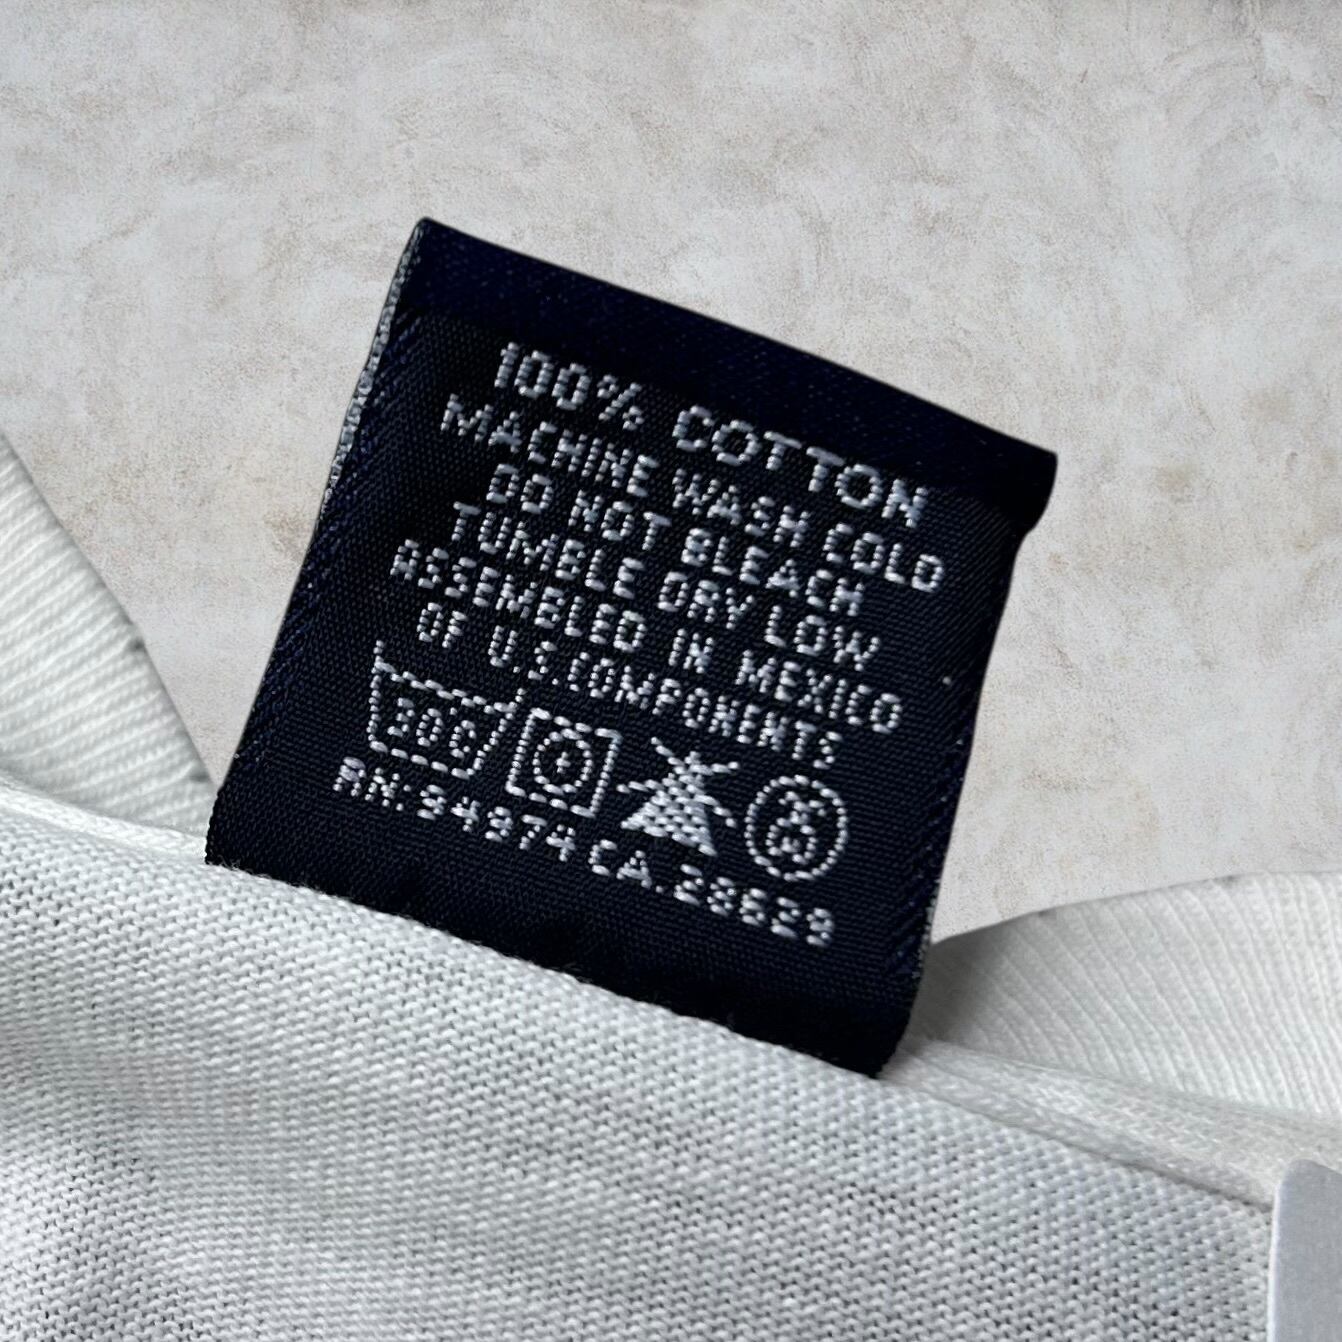 100% COTTON
MACHINE WASH COLD
DO NOT BLEACH
TUMBLE DRY LOW
ASSEMBLED IN MEXICO
OF U.S.COMPONENTS
30°C
RN: 94974 CA.28629